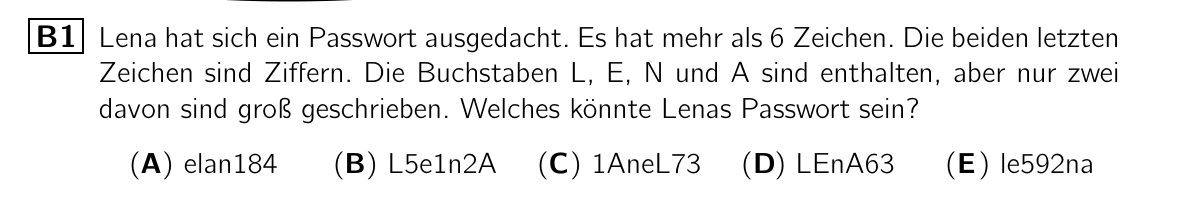 B1 Lena hat sich ein Passwort ausgedacht. Es hat mehr als 6 Zeichen. Die beiden letzten
Zeichen sind Ziffern. Die Buchstaben L, E, N und A sind enthalten, aber nur zwei
davon sind groß geschrieben. Welches könnte Lenas Passwort sein?
(A) elan184 (B) L5e1n2A (C) 1AneL73 (D) LEnA63 (E) le592na